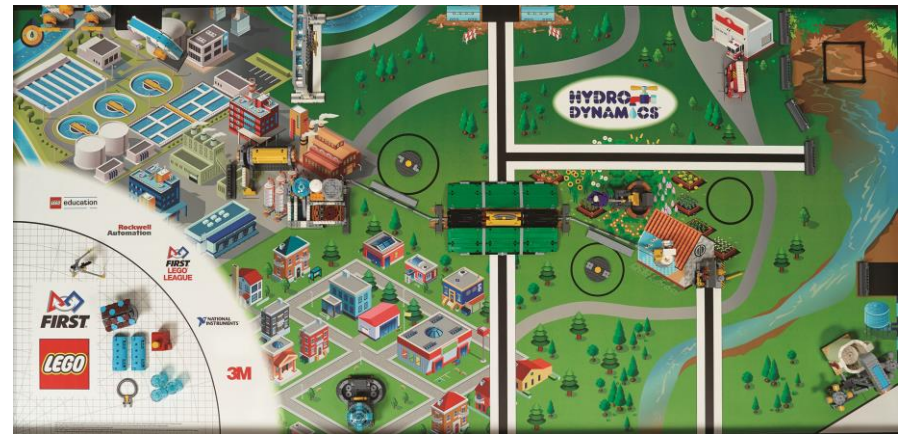 HYDRO
DYNAMICS
education
Rockwell
Automation
FIRST
LEGO
LEAGUE
FIRST
NATIONAL
INSTRUMENTS
LEGO
3M